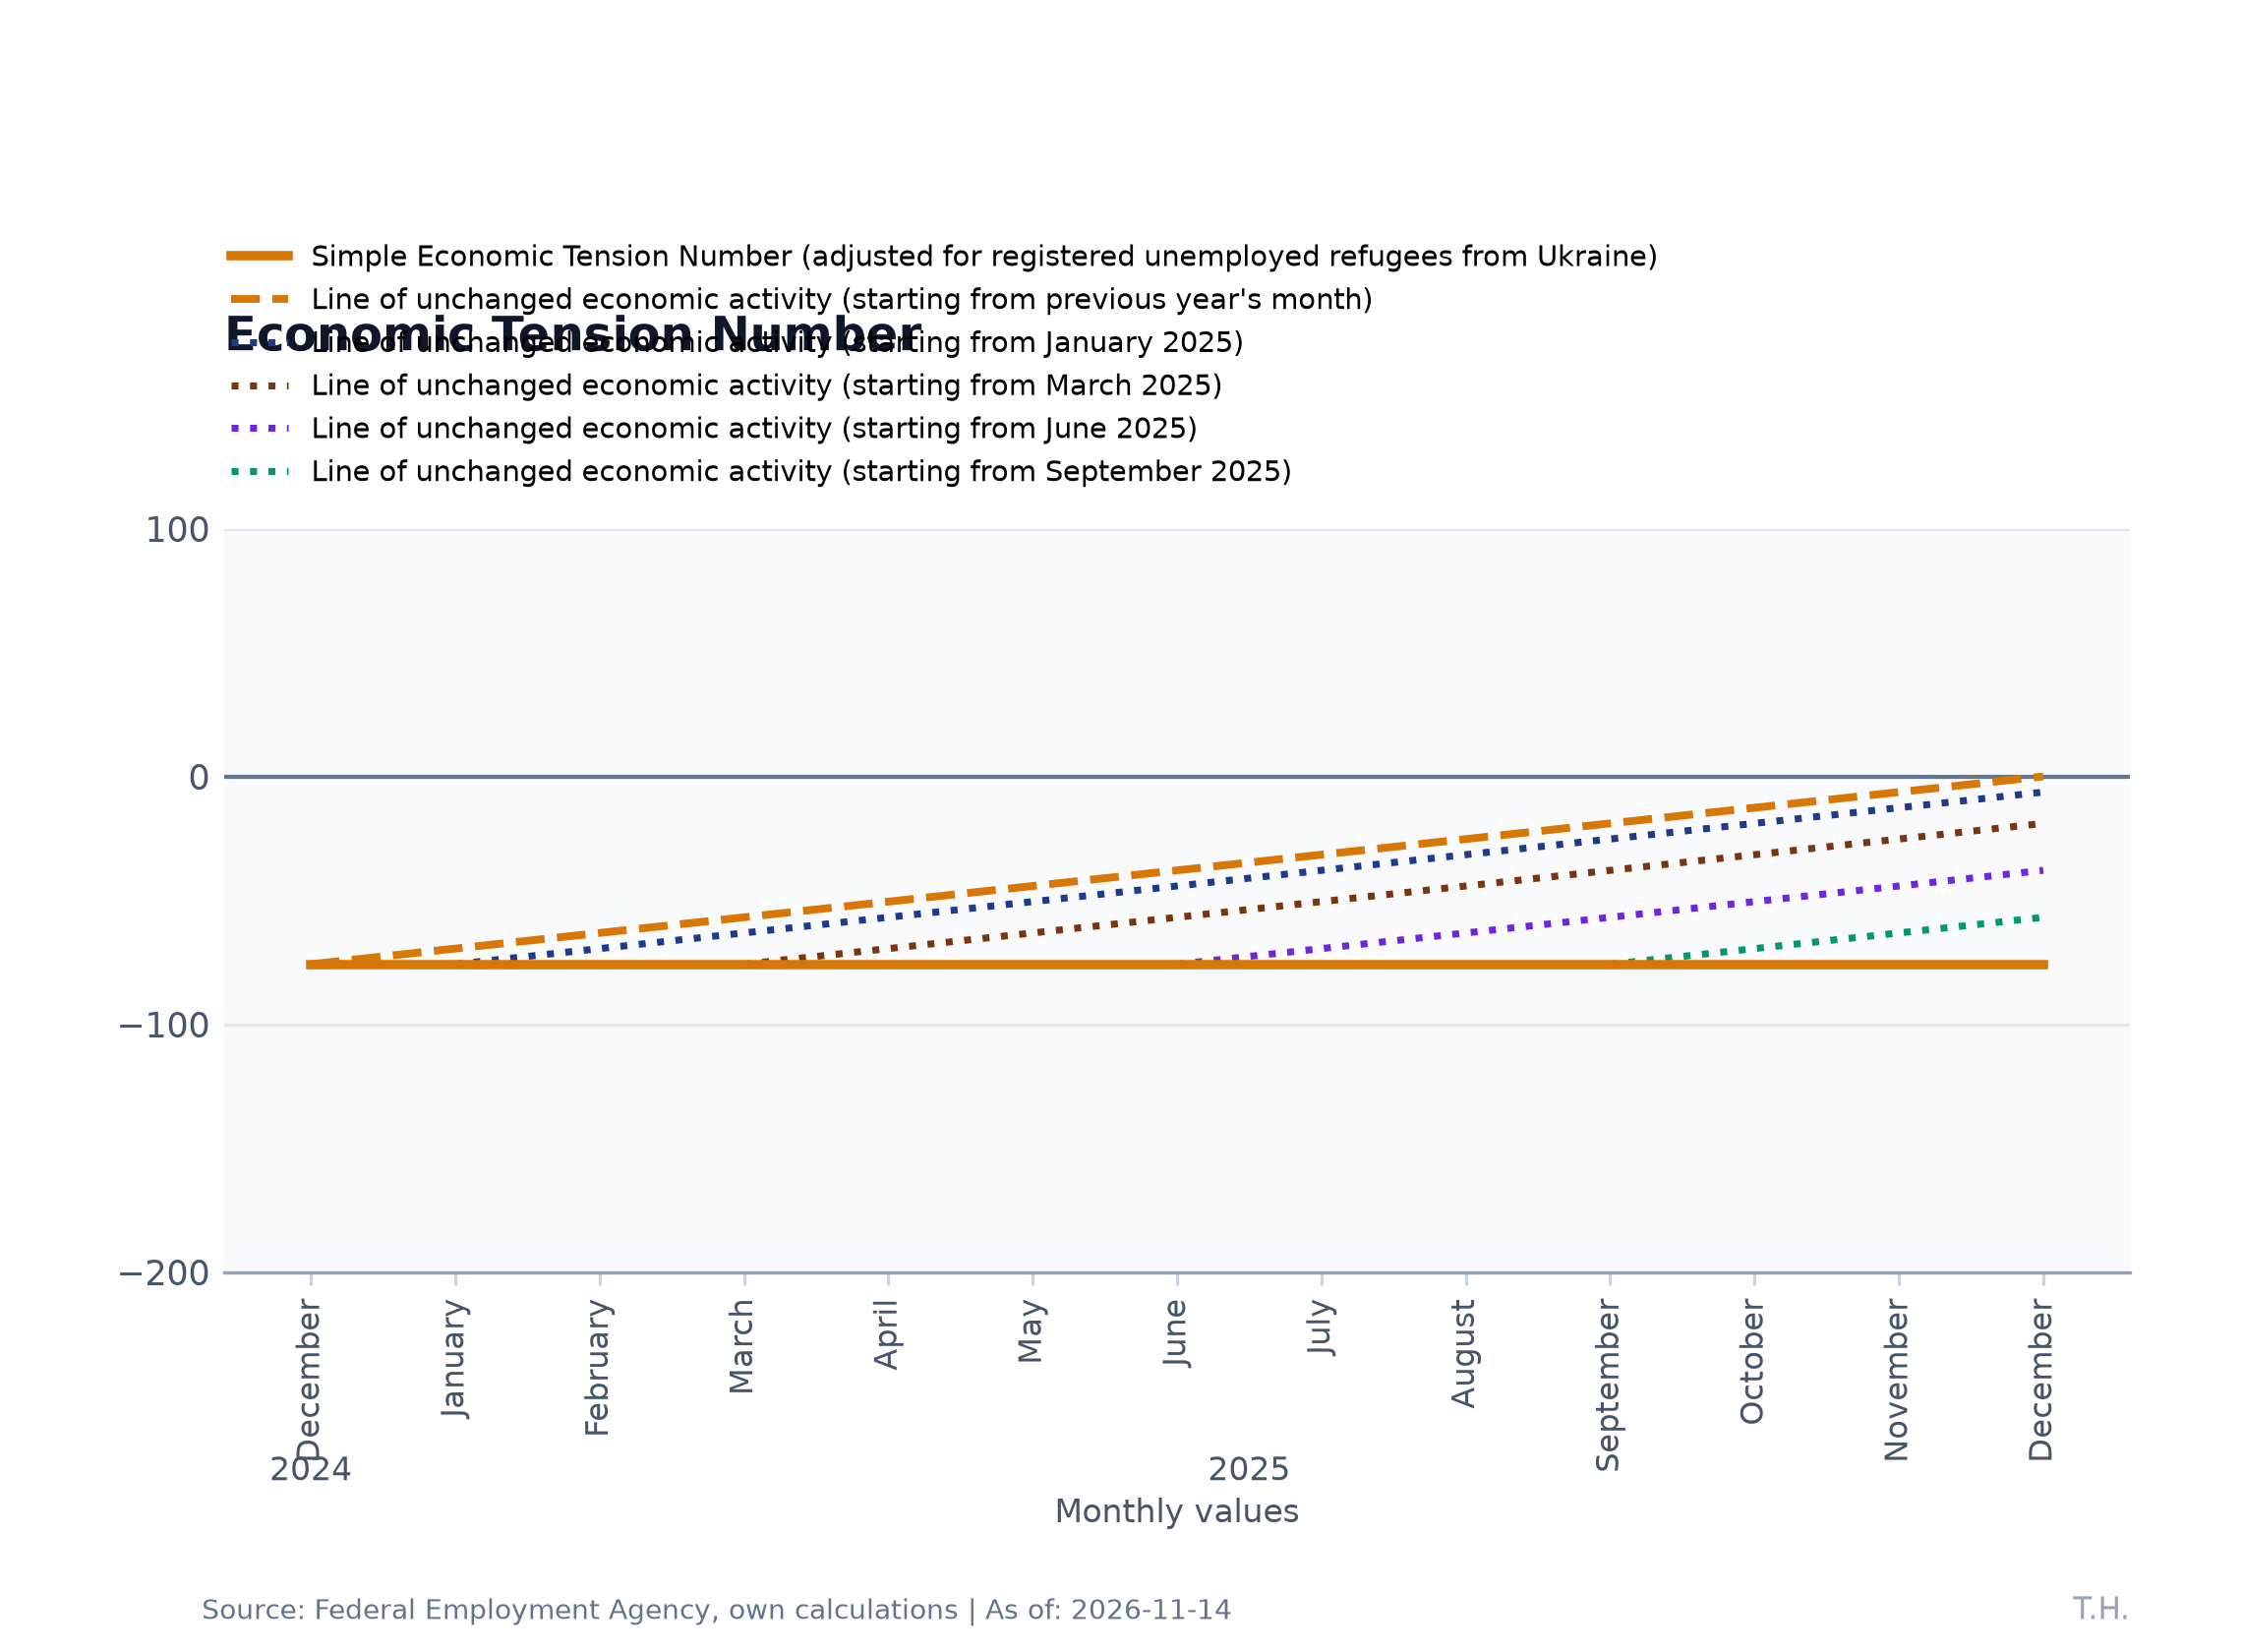 Simple Economic Tension Number (adjusted for registered unemployed refugees from Ukraine)
Line of unchanged economic activity (starting from previous year's month)
Economic Tension Number
Line of unchanged economic activity (starting from January 2025)
Line of unchanged economic activity (starting from March 2025)
Line of unchanged economic activity (starting from June 2025)
Line of unchanged economic activity (starting from September 2025)
100
0
−100
−200
December
January
February
March
April
May
June
July
August
September
October
November
December
2024
2025
Monthly values
Source: Federal Employment Agency, own calculations | As of: 2026-11-14
T.H.